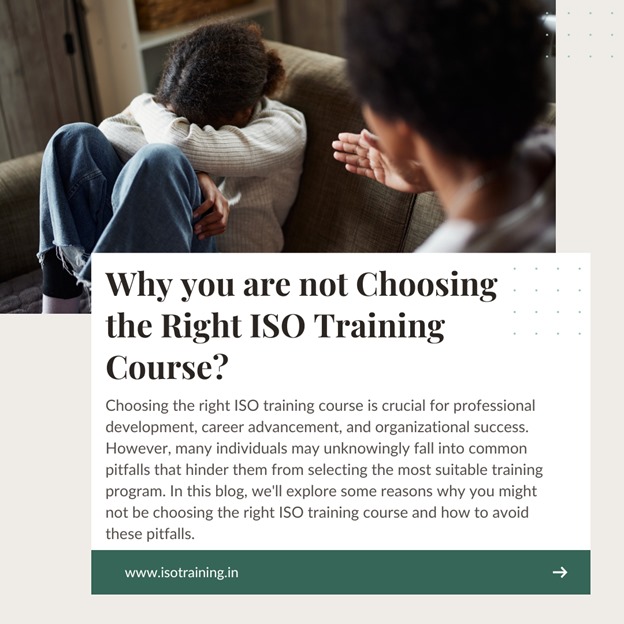 Why you are not Choosing
the Right ISO Training
Course?
Choosing the right ISO training course is crucial for professional
development, career advancement, and organizational success.
However, many individuals may unknowingly fall into common
pitfalls that hinder them from selecting the most suitable training
program. In this blog, we'll explore some reasons why you might
not be choosing the right ISO training course and how to avoid
these pitfalls.
www.isotraining.in